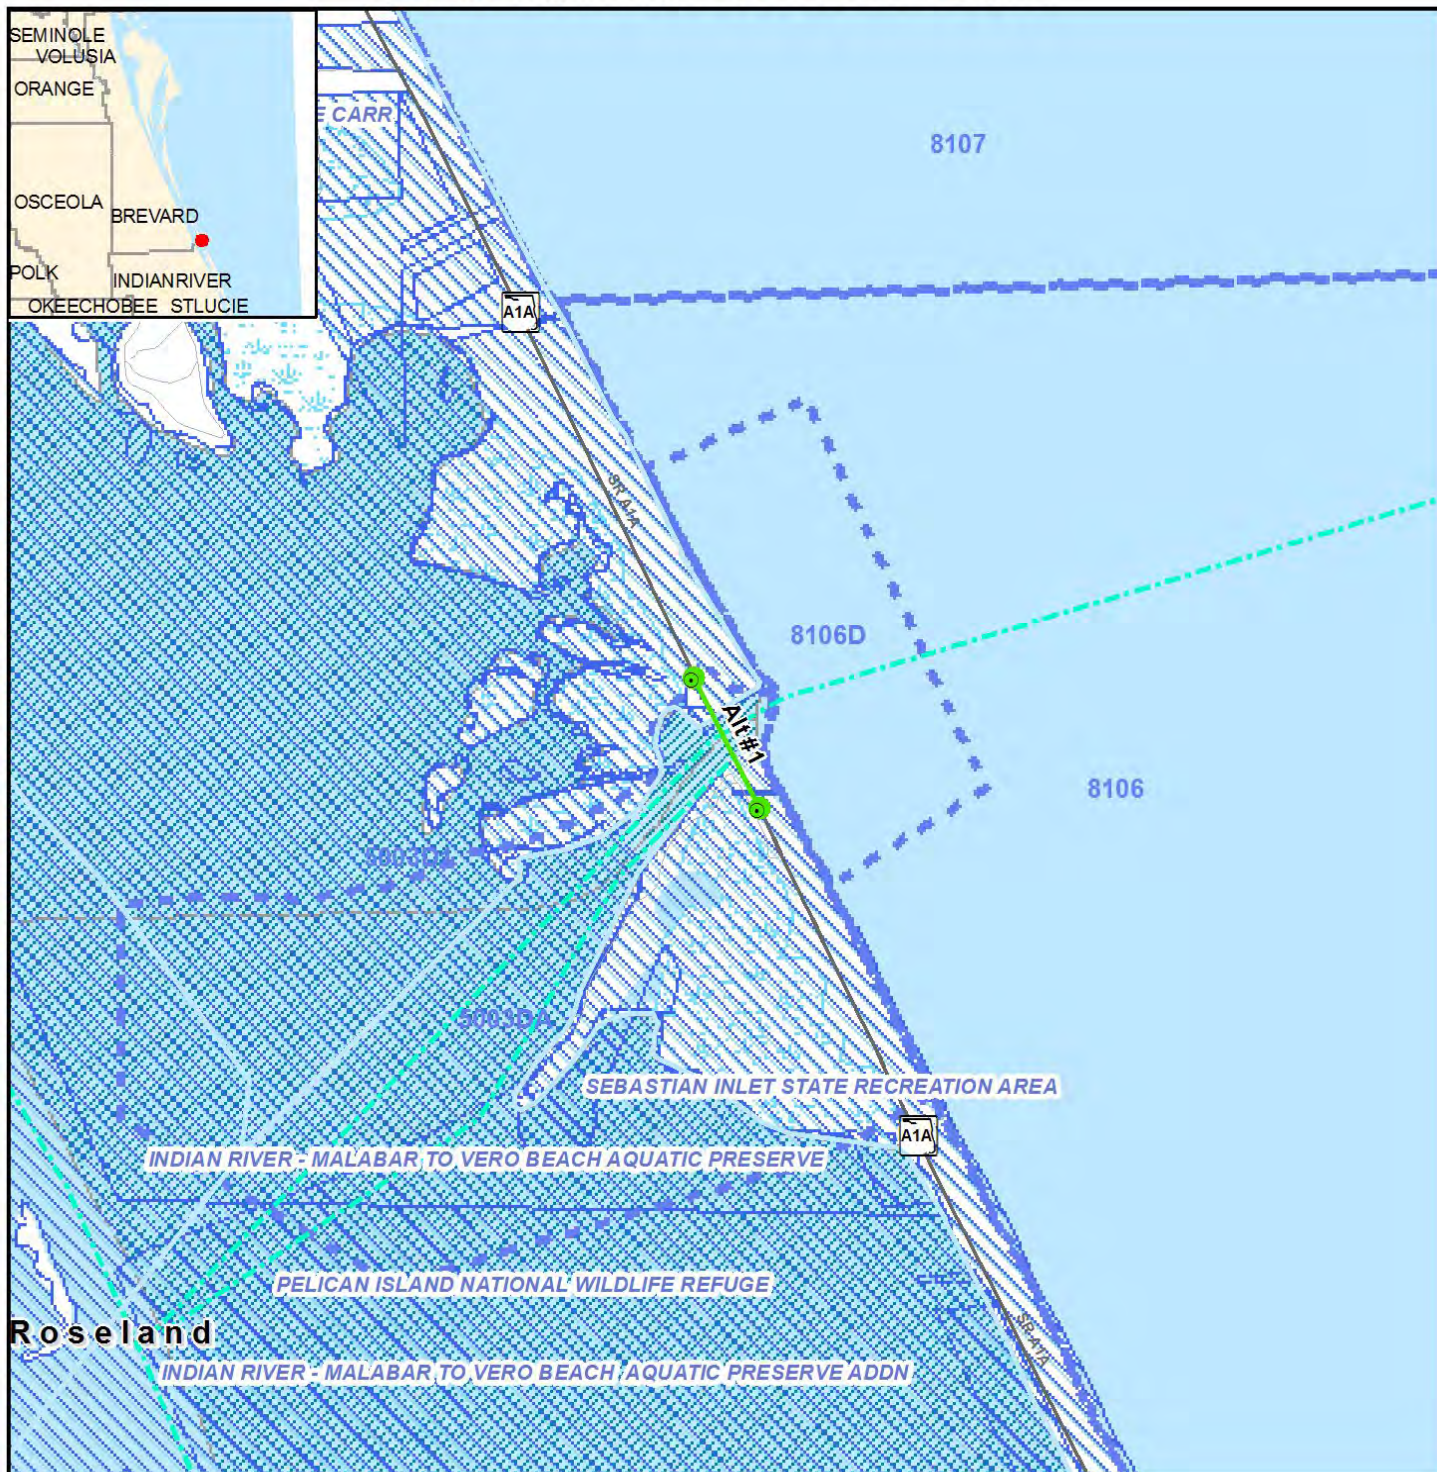 SEMINOLE
VOLUSIA
ORANGE
OSCEOLA
BREVARD
POLK
INDIANRIVER
OKEECHOBEE STLUCIE
E CARR
8107
A1A
SR A1A
8106D
Alt #1
8106
5003DA
SEBASTIAN INLET STATE RECREATION AREA
A1A
INDIAN RIVER - MALABAR TO VERO BEACH AQUATIC PRESERVE
PELICAN ISLAND NATIONAL WILDLIFE REFUGE
Roseland
SR A1A
INDIAN RIVER - MALABAR TO VERO BEACH AQUATIC PRESERVE ADDN